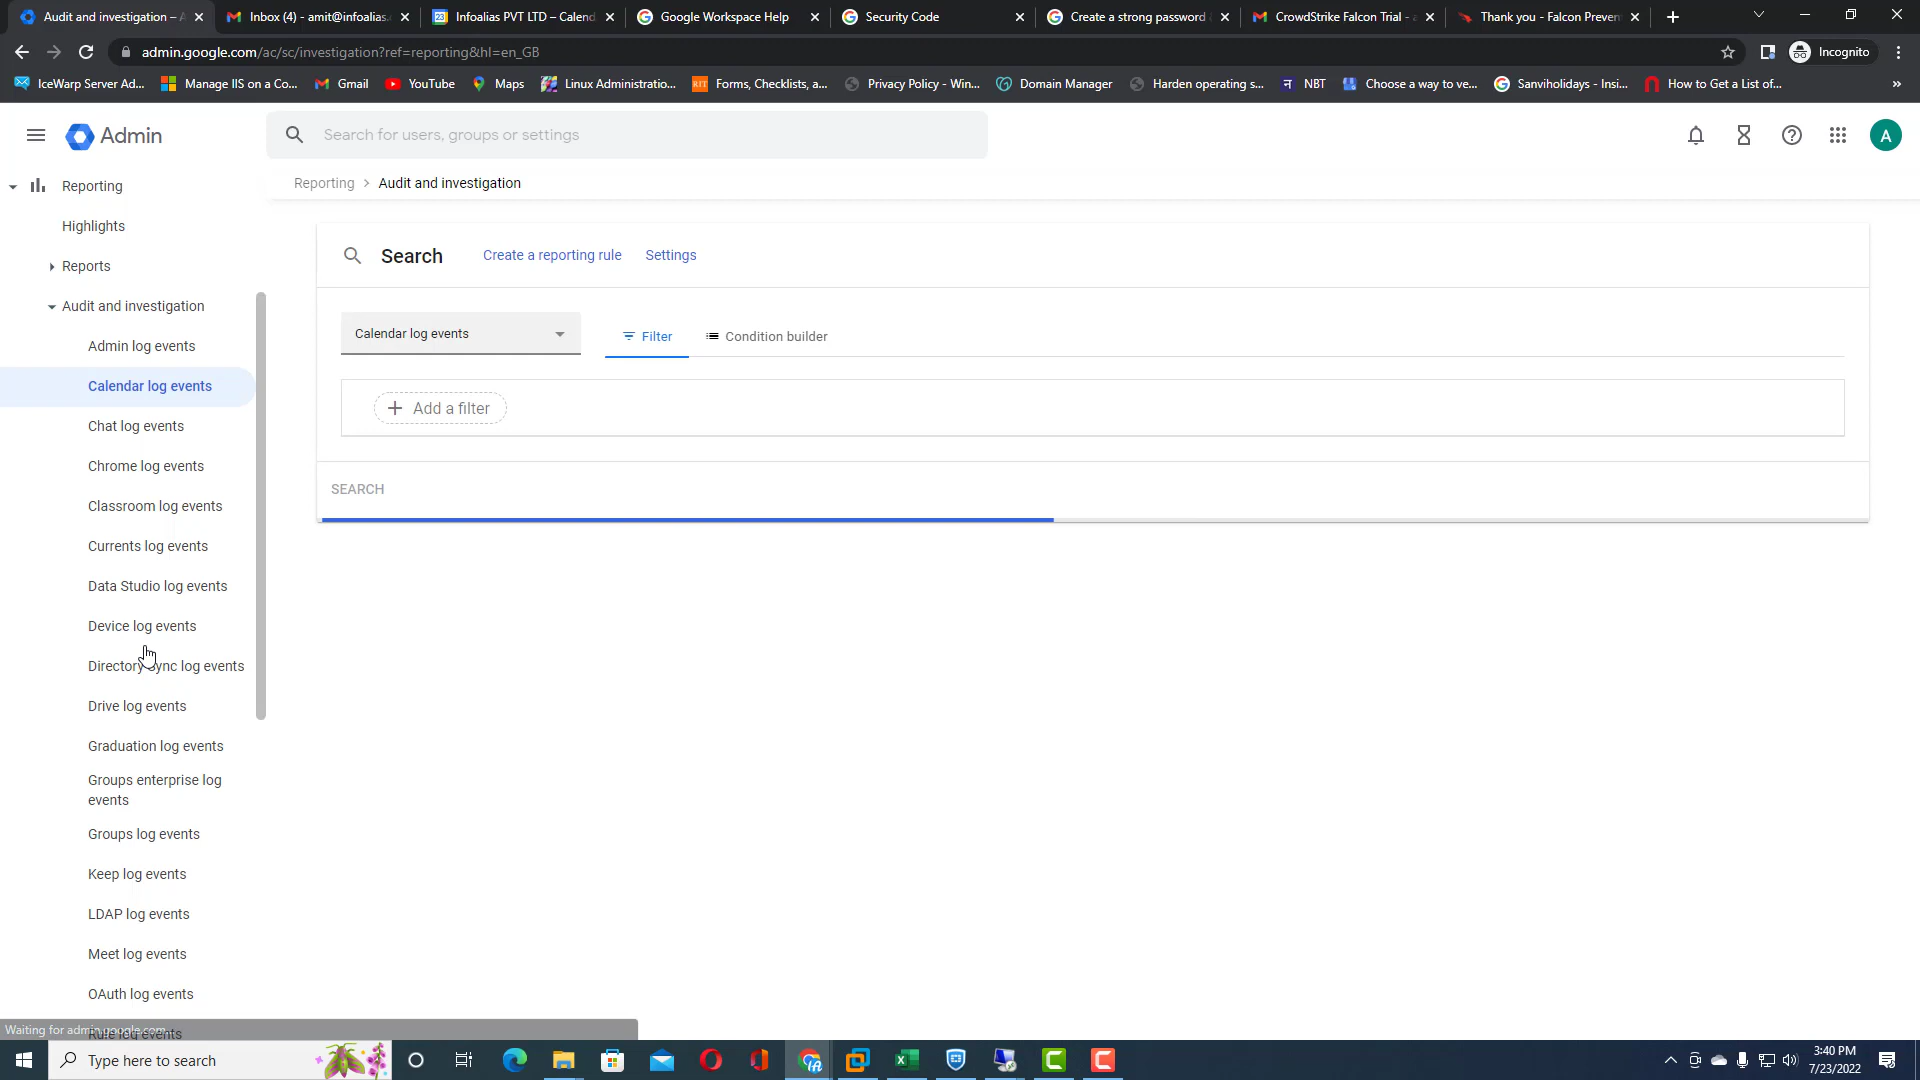 Audit and investigation – A
Inbox (4) - amit@infoalias.
Infoalias PVT LTD – Calend
Google Workspace Help
Security Code
Create a strong password &
CrowdStrike Falcon Trial - a
Thank you - Falcon Preven
admin.google.com/ac/sc/investigation?ref=reporting&hl=en_GB
Incognito
IceWarp Server Ad...
Manage IIS on a Co...
Gmail
YouTube
Maps
Linux Administratio...
Forms, Checklists, a...
Privacy Policy - Win...
Domain Manager
Harden operating s...
NBT
Choose a way to ve...
Sanviholidays - Insi...
How to Get a List of...
»
Admin
Search for users, groups or settings
A
Reporting
Reporting > Audit and investigation
Highlights
Reports
Audit and investigation
Admin log events
Calendar log events
Chat log events
Chrome log events
Classroom log events
Currents log events
Data Studio log events
Device log events
Directory Sync log events
Drive log events
Graduation log events
Groups enterprise log
events
Groups log events
Keep log events
LDAP log events
Meet log events
OAuth log events
Rule log events
Search
Create a reporting rule
Settings
Calendar log events
Filter
Condition builder
Add a filter
SEARCH
Waiting for admin.google.com...
Type here to search
3:40 PM
7/23/2022